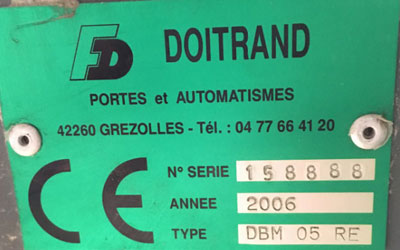 FD DOITRAND
PORTES et AUTOMATISMES
42260 GREZOLLES - Tél. : 04 77 66 41 20
CE
N° SERIE 158888
ANNEE 2006
TYPE DBM 05 RE